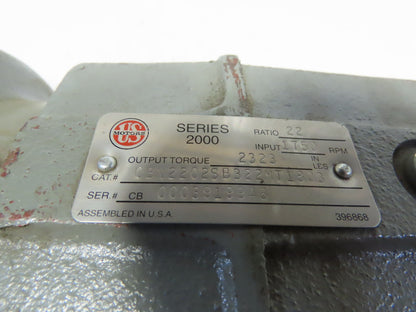 US
MOTORS
SERIES
2000
RATIO 22
INPUT 1750 RPM
OUTPUT TORQUE 2323 IN
LBS
CAT.#
SER.# CB
ASSEMBLED IN U.S.A.
396868